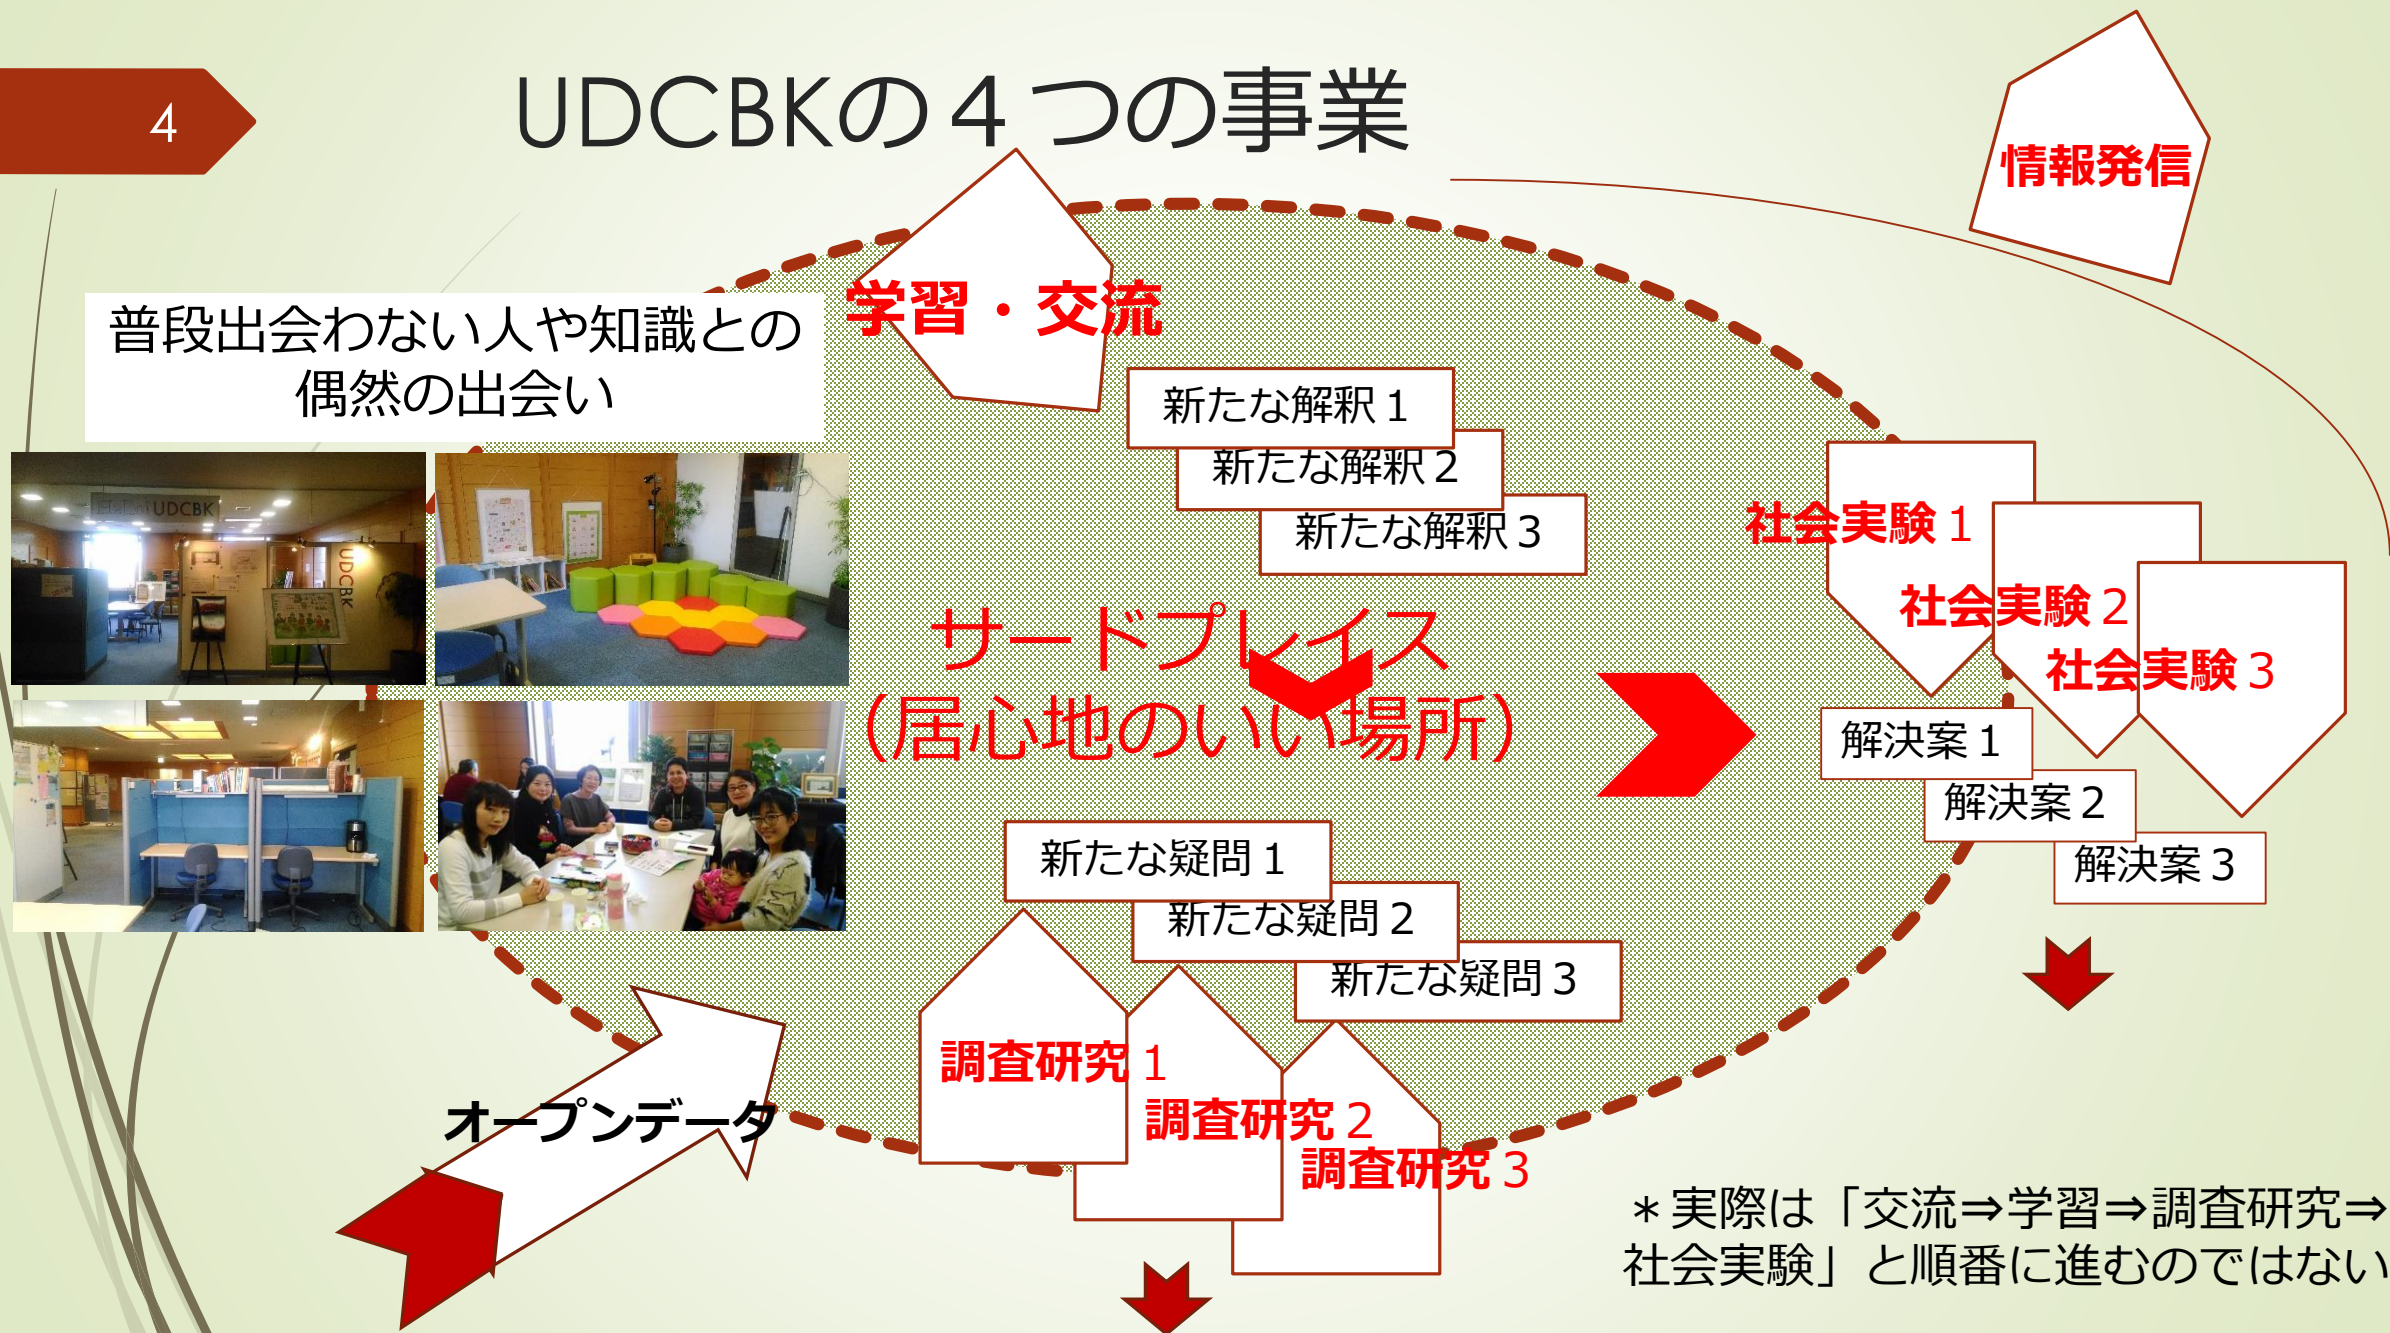 4
UDCBKの４つの事業
情報発信
学習・交流
普段出会わない人や知識との
偶然の出会い
新たな解釈１
新たな解釈２
新たな解釈３
社会実験１
社会実験２
社会実験３
UDCBK
UDCBK
サードプレイス
（居心地のいい場所）
解決案１
解決案２
解決案３
新たな疑問１
新たな疑問２
新たな疑問３
調査研究１
調査研究２
調査研究３
オープンデータ
＊実際は「交流⇒学習⇒調査研究⇒
社会実験」と順番に進むのではない